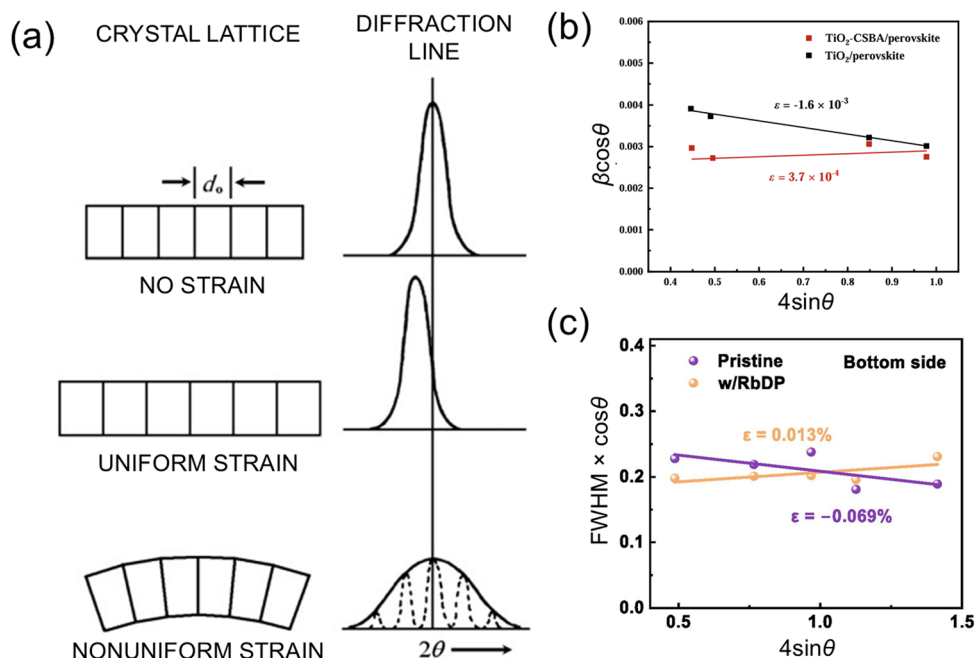 (a)
CRYSTAL LATTICE
DIFFRACTION
LINE
dₒ
NO STRAIN
UNIFORM STRAIN
NONUNIFORM STRAIN
2θ
(b)
TiO₂-CSBA/perovskite
TiO₂/perovskite
ε = -1.6 × 10⁻³
ε = 3.7 × 10⁻⁴
βcosθ
0.006
0.005
0.004
0.003
0.002
0.001
0.000
0.4 0.5 0.6 0.7 0.8 0.9 1.0
4sinθ
(c)
Pristine
w/RbDP
Bottom side
ε = 0.013%
ε = −0.069%
FWHM × cosθ
0.4
0.3
0.2
0.1
0.0
0.5 1.0 1.5
4sinθ